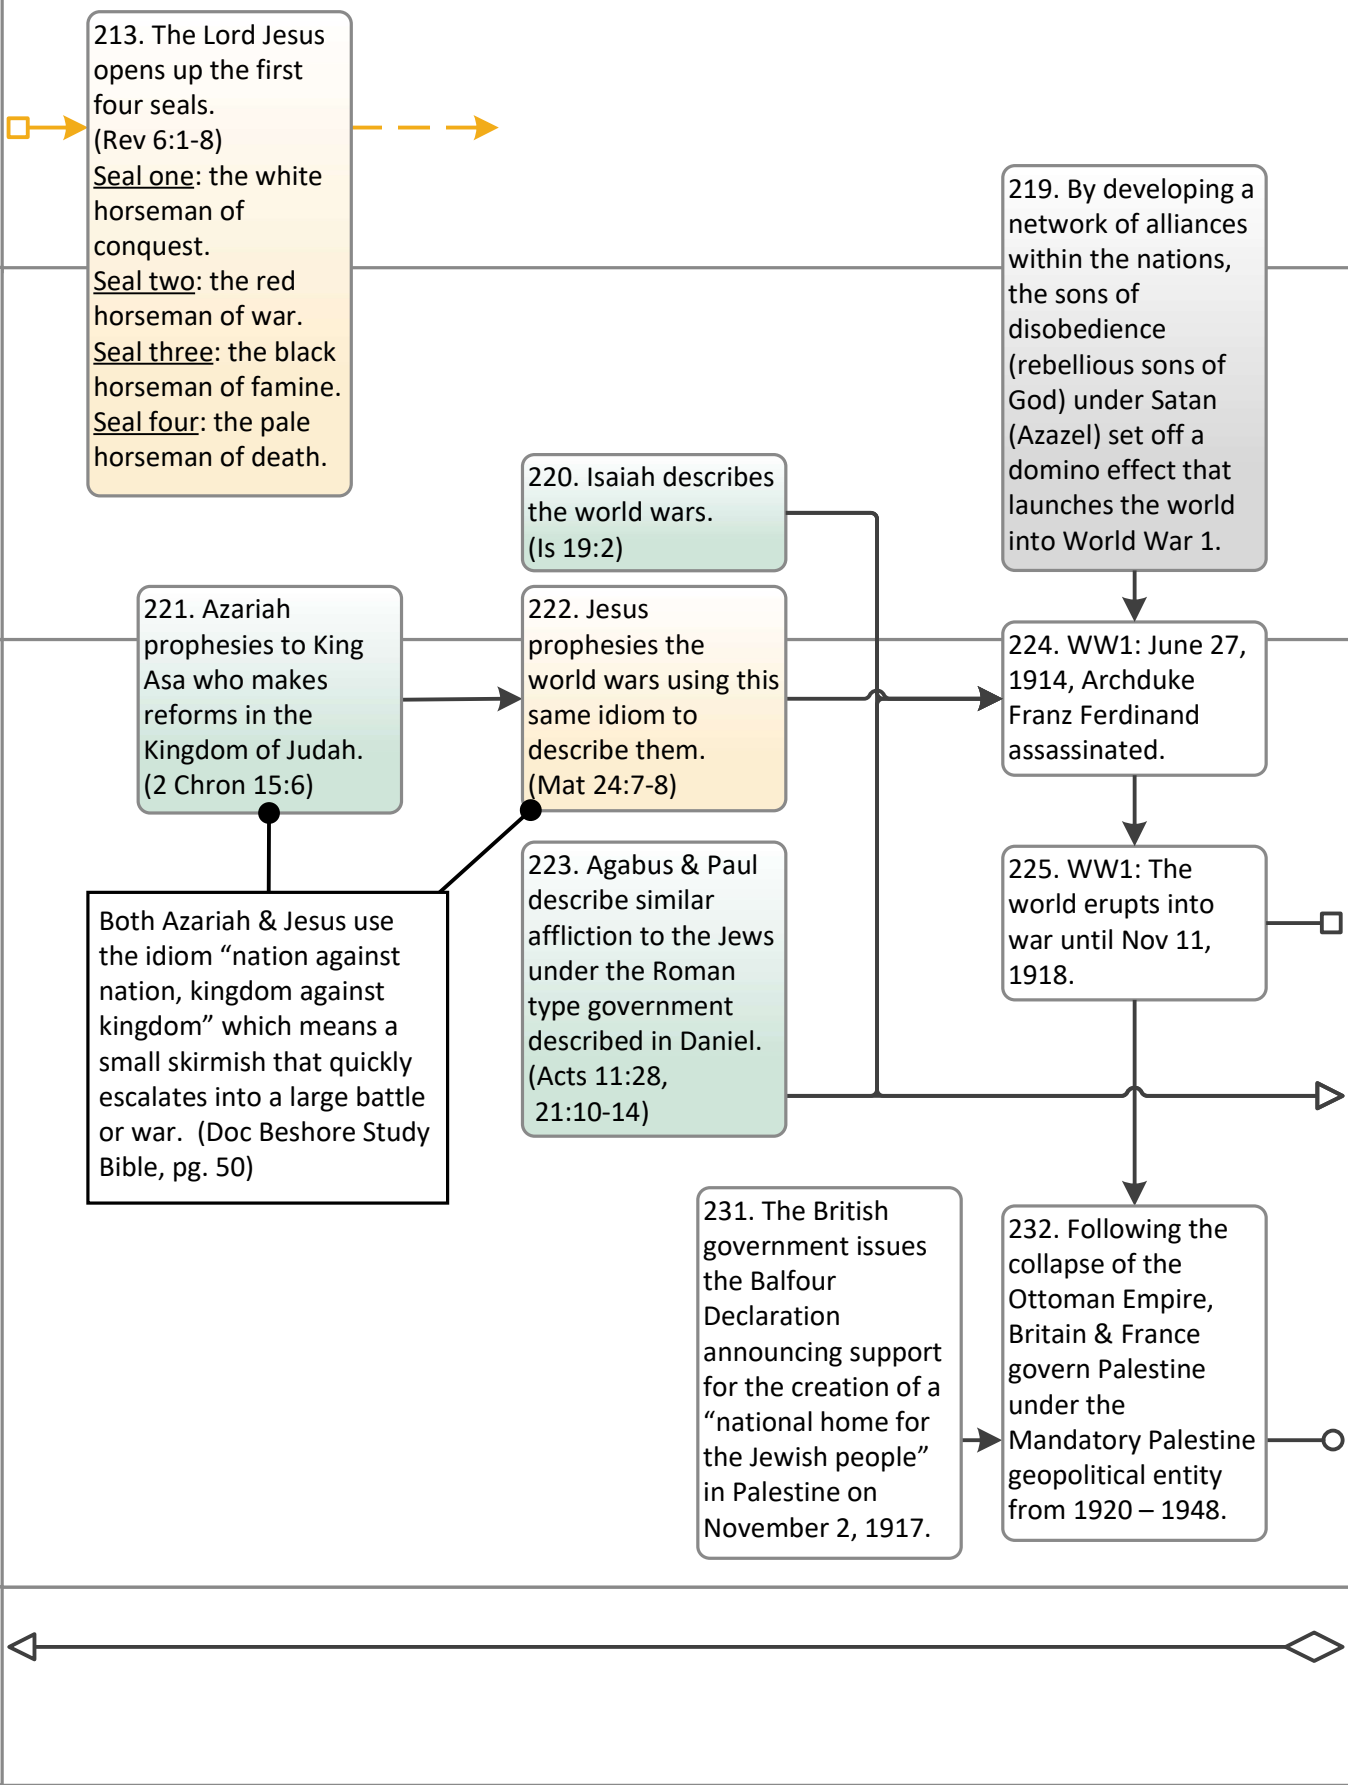 213. The Lord Jesus
opens up the first
four seals.
(Rev 6:1-8)
Seal one: the white
horseman of
conquest.
Seal two: the red
horseman of war.
Seal three: the black
horseman of famine.
Seal four: the pale
horseman of death.
219. By developing a
network of alliances
within the nations,
the sons of
disobedience
(rebellious sons of
God) under Satan
(Azazel) set off a
domino effect that
launches the world
into World War 1.
220. Isaiah describes
the world wars.
(Is 19:2)
221. Azariah
prophesies to King
Asa who makes
reforms in the
Kingdom of Judah.
(2 Chron 15:6)
222. Jesus
prophesies the
world wars using this
same idiom to
describe them.
(Mat 24:7-8)
224. WW1: June 27,
1914, Archduke
Franz Ferdinand
assassinated.
Both Azariah & Jesus use
the idiom “nation against
nation, kingdom against
kingdom” which means a
small skirmish that quickly
escalates into a large battle
or war.  (Doc Beshore Study
Bible, pg. 50)
223. Agabus & Paul
describe similar
affliction to the Jews
under the Roman
type government
described in Daniel.
(Acts 11:28,
21:10-14)
225. WW1: The
world erupts into
war until Nov 11,
1918.
231. The British
government issues
the Balfour
Declaration
announcing support
for the creation of a
“national home for
the Jewish people”
in Palestine on
November 2, 1917.
232. Following the
collapse of the
Ottoman Empire,
Britain & France
govern Palestine
under the
Mandatory Palestine
geopolitical entity
from 1920 – 1948.